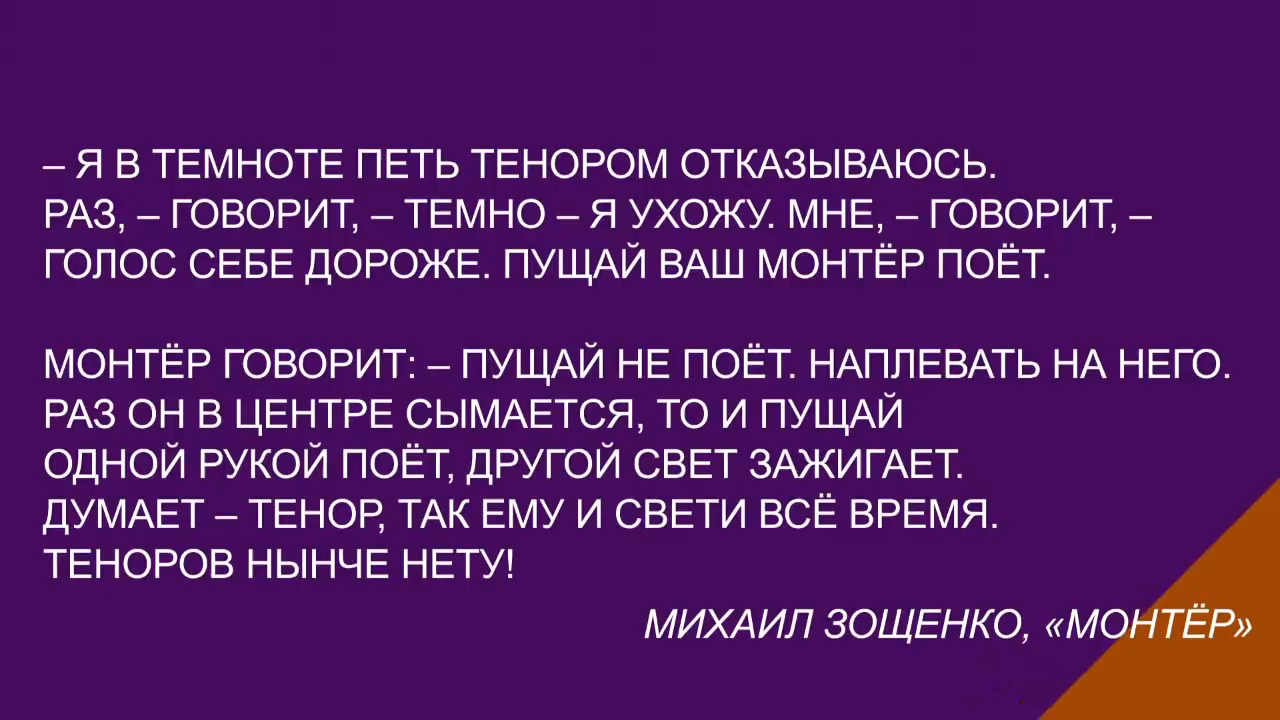 – Я В ТЕМНОТЕ ПЕТЬ ТЕНОРОМ ОТКАЗЫВАЮСЬ.
РАЗ, – ГОВОРИТ, – ТЕМНО – Я УХОЖУ. МНЕ, – ГОВОРИТ, –
ГОЛОС СЕБЕ ДОРОЖЕ. ПУЩАЙ ВАШ МОНТЁР ПОЁТ.
МОНТЁР ГОВОРИТ: – ПУЩАЙ НЕ ПОЁТ. НАПЛЕВАТЬ НА НЕГО.
РАЗ ОН В ЦЕНТРЕ СЫМАЕТСЯ, ТО И ПУЩАЙ
ОДНОЙ РУКОЙ ПОЁТ, ДРУГОЙ СВЕТ ЗАЖИГАЕТ.
ДУМАЕТ – ТЕНОР, ТАК ЕМУ И СВЕТИ ВСЁ ВРЕМЯ.
ТЕНОРОВ НЫНЧЕ НЕТУ!
МИХАИЛ ЗОЩЕНКО, «МОНТЁР»